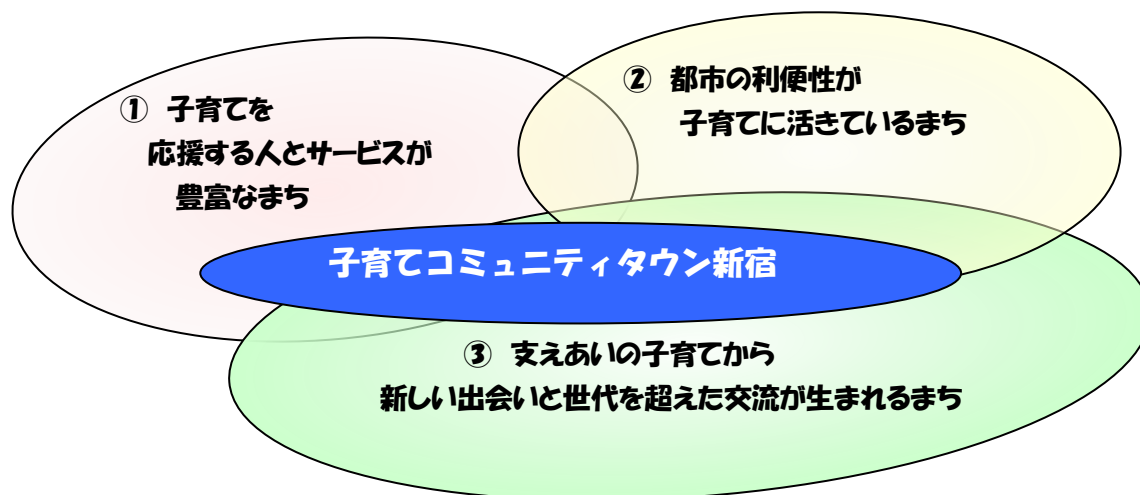 ① 子育てを
応援する人とサービスが
豊富なまち
② 都市の利便性が
子育てに活きているまち
子育てコミュニティタウン新宿
③ 支えあいの子育てから
新しい出会いと世代を超えた交流が生まれるまち